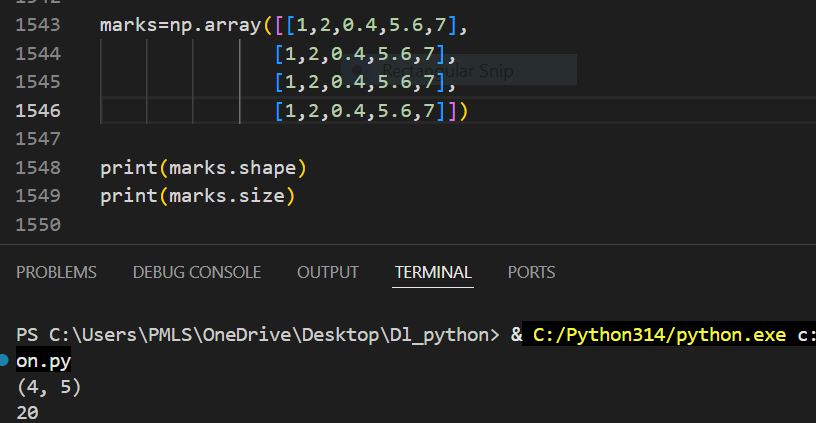 1543 marks=np.array([[1,2,0.4,5.6,7],
1544 [1,2,0.4,5.6,7],
Rectangular Snip
1545 [1,2,0.4,5.6,7],
1546 [1,2,0.4,5.6,7]])
1547
1548 print(marks.shape)
1549 print(marks.size)
1550
PROBLEMS DEBUG CONSOLE OUTPUT TERMINAL PORTS
PS C:\Users\PMLS\OneDrive\Desktop\Dl_python> & C:/Python314/python.exe c:
on.py
(4, 5)
20